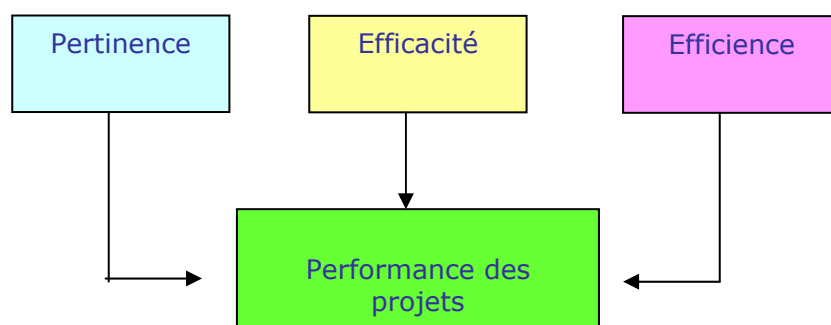 Pertinence
Efficacité
Efficience
Performance des
projets